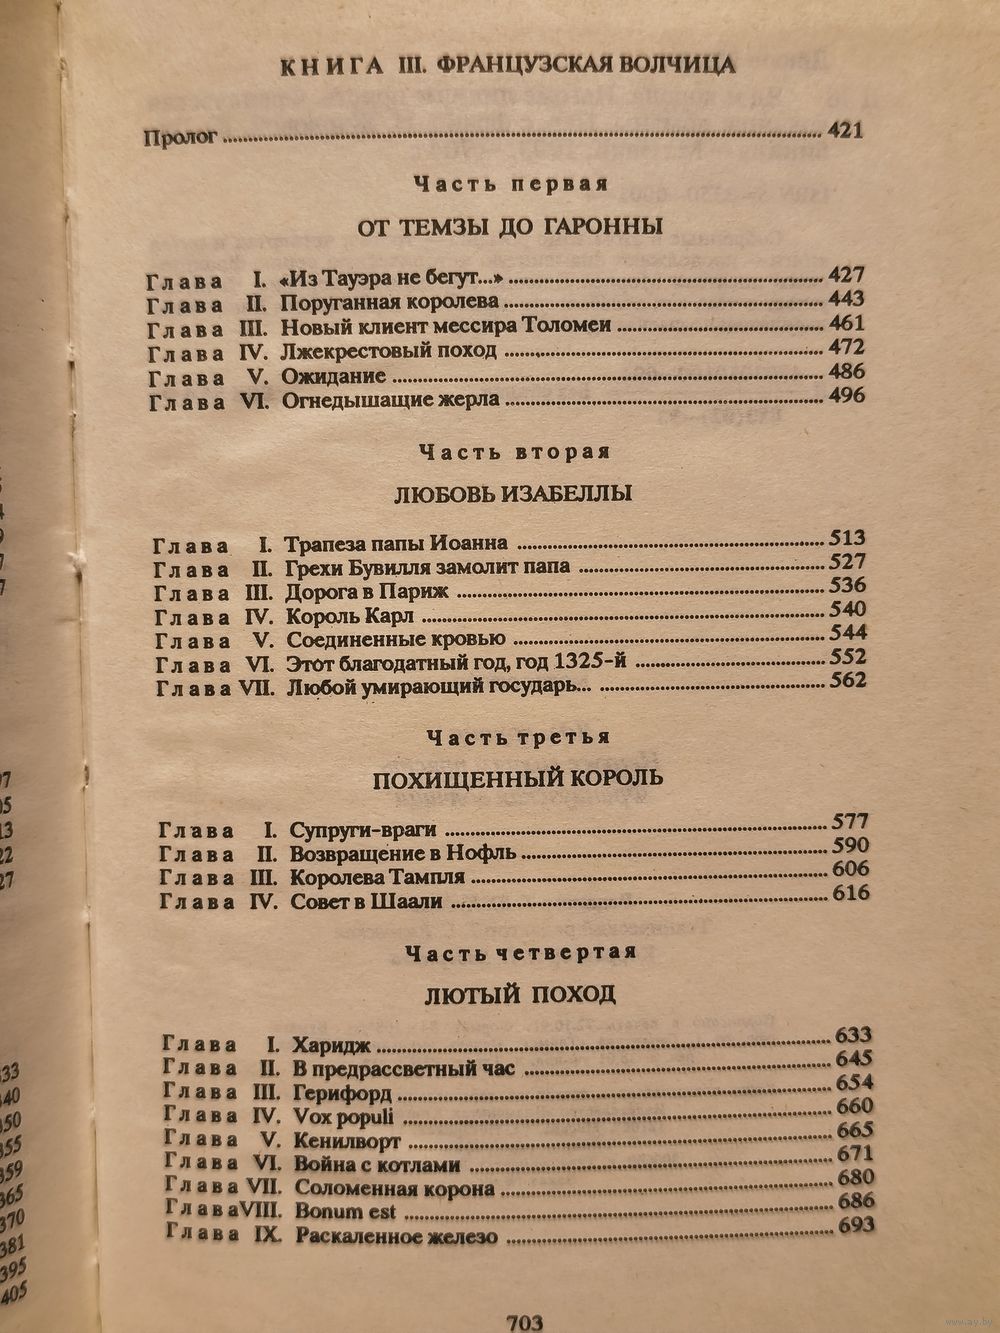 КНИГА III. ФРАНЦУЗСКАЯ ВОЛЧИЦА
Пролог ........ 421
Часть первая
ОТ ТЕМЗЫ ДО ГАРОННЫ
Глава I. «Из Тауэра не бегут...» ........ 427
Глава II. Поруганная королева ........ 443
Глава III. Новый клиент мессира Толомеи ........ 461
Глава IV. Лжекрестовый поход ........ 472
Глава V. Ожидание ........ 486
Глава VI. Огнедышащие жерла ........ 496
Часть вторая
ЛЮБОВЬ ИЗАБЕЛЛЫ
Глава I. Трапеза папы Иоанна ........ 513
Глава II. Грехи Бувилля замолит папа ........ 527
Глава III. Дорога в Париж ........ 536
Глава IV. Король Карл ........ 540
Глава V. Соединенные кровью ........ 544
Глава VI. Этот благодатный год, год 1325-й ........ 552
Глава VII. Любой умирающий государь... ........ 562
Часть третья
ПОХИЩЕННЫЙ КОРОЛЬ
Глава I. Супруги-враги ........ 577
Глава II. Возвращение в Нофль ........ 590
Глава III. Королева Тампля ........ 606
Глава IV. Совет в Шаали ........ 616
Часть четвертая
ЛЮТЫЙ ПОХОД
Глава I. Харидж ........ 633
Глава II. В предрассветный час ........ 645
Глава III. Герифорд ........ 654
Глава IV. Vox populi ........ 660
Глава V. Кенилворт ........ 665
Глава VI. Война с котлами ........ 671
Глава VII. Соломенная корона ........ 680
Глава VIII. Bonum est ........ 686
Глава IX. Раскаленное железо ........ 693
703
www.ay.by